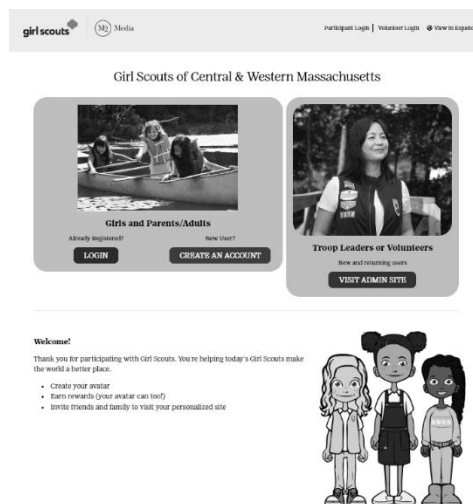 girl scouts
M2 Media
Participant Login | Volunteer Login View in Espan
Girl Scouts of Central & Western Massachusetts
Girls and Parents/Adults
Already Registered?
New User?
LOGIN
CREATE AN ACCOUNT
Troop Leaders or Volunteers
New and returning users
VISIT ADMIN SITE
Welcome!
Thank you for participating with Girl Scouts. You're helping today's Girl Scouts make
the world a better place.
• Create your avatar
• Earn rewards (your avatar can too!)
• Invite friends and family to visit your personalized site